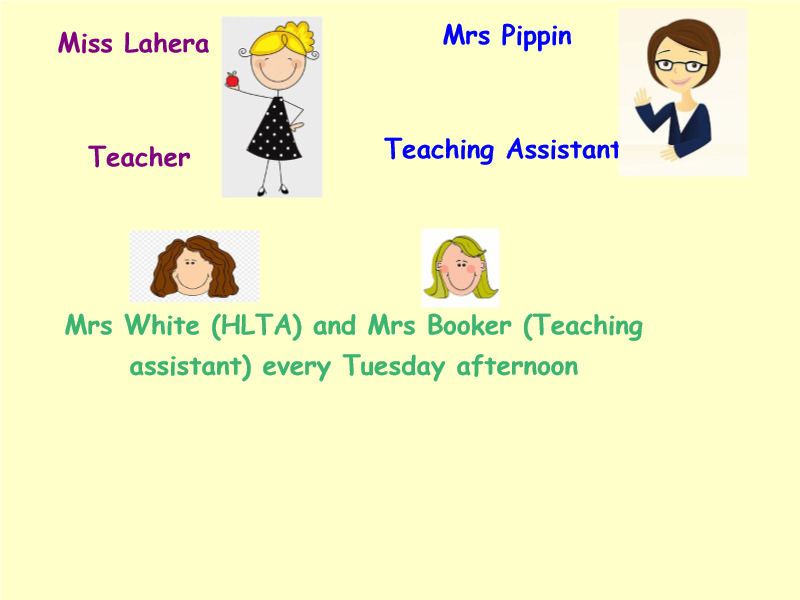 Miss Lahera
Mrs Pippin
Teacher
Teaching Assistant
Mrs White (HLTA) and Mrs Booker (Teaching
assistant) every Tuesday afternoon